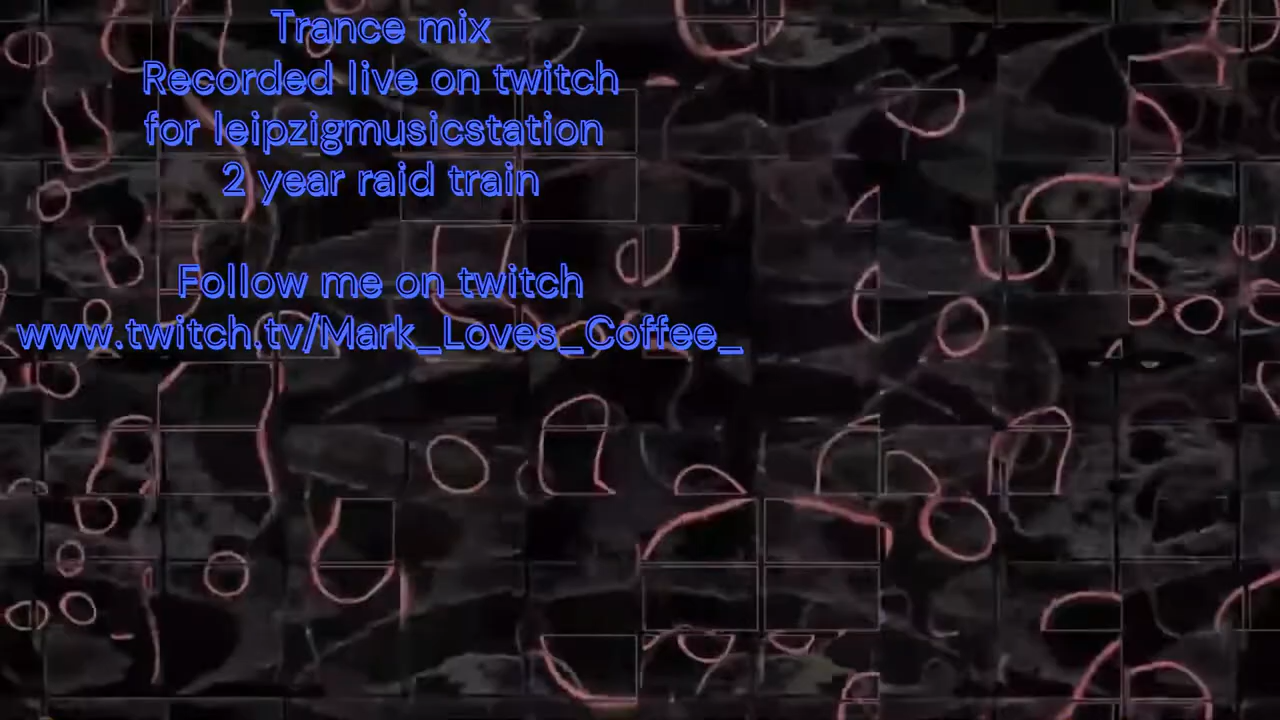 Trance mix
Recorded live on twitch
for leipzigmusicstation
2 year raid train
Follow me on twitch
www.twitch.tv/Mark_Loves_Coffee_